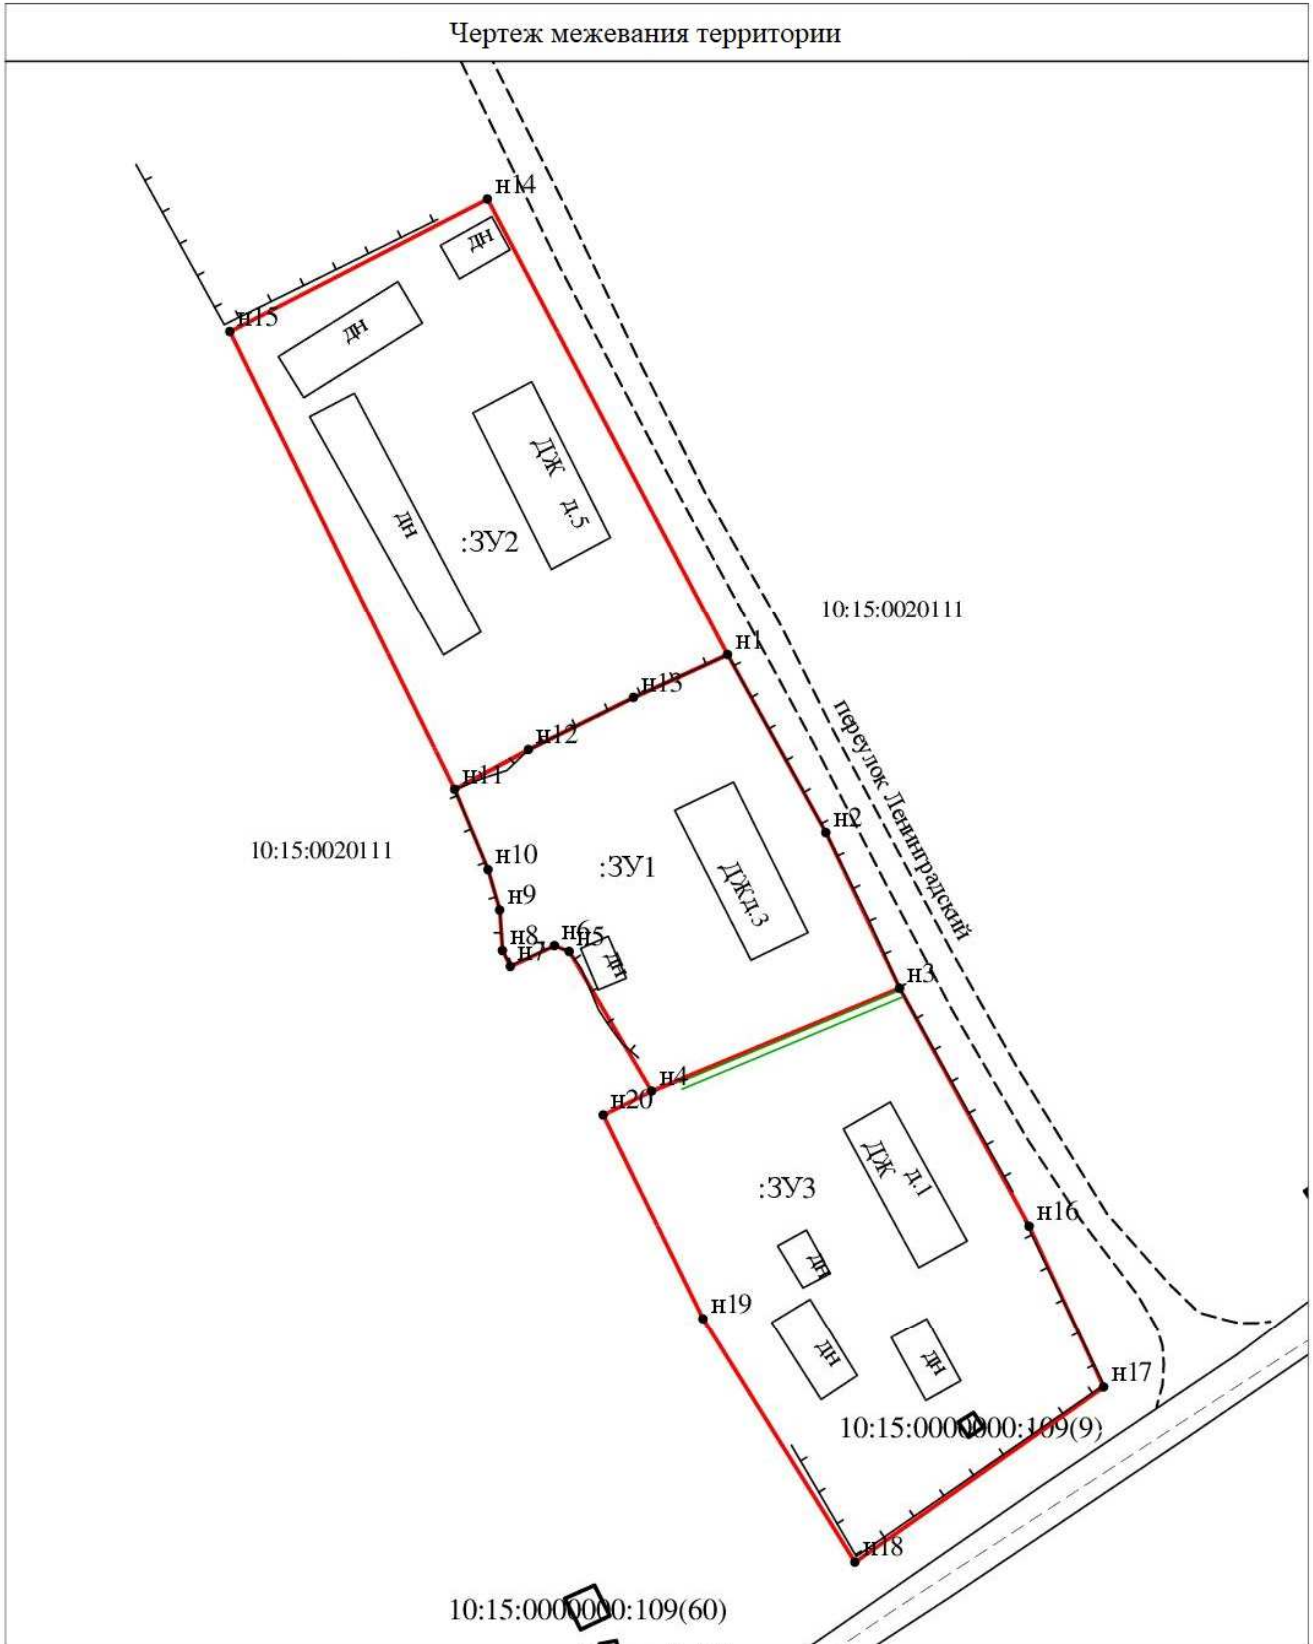 Чертеж межевания территории
н14
дн
н15
дн
ДЖ
д.5
дн
:ЗУ2
10:15:0020111
н1
н13
переулок Ленинградский
н12
н11
н2
10:15:0020111
н10
:ЗУ1
ДЖд.3
н9
н8
н6
н5
н7
дн
н3
н4
н20
ДЖ
д.1
:ЗУ3
н16
дн
н19
дн
дн
н17
10:15:0000000:109(9)
н18
10:15:0000000:109(60)